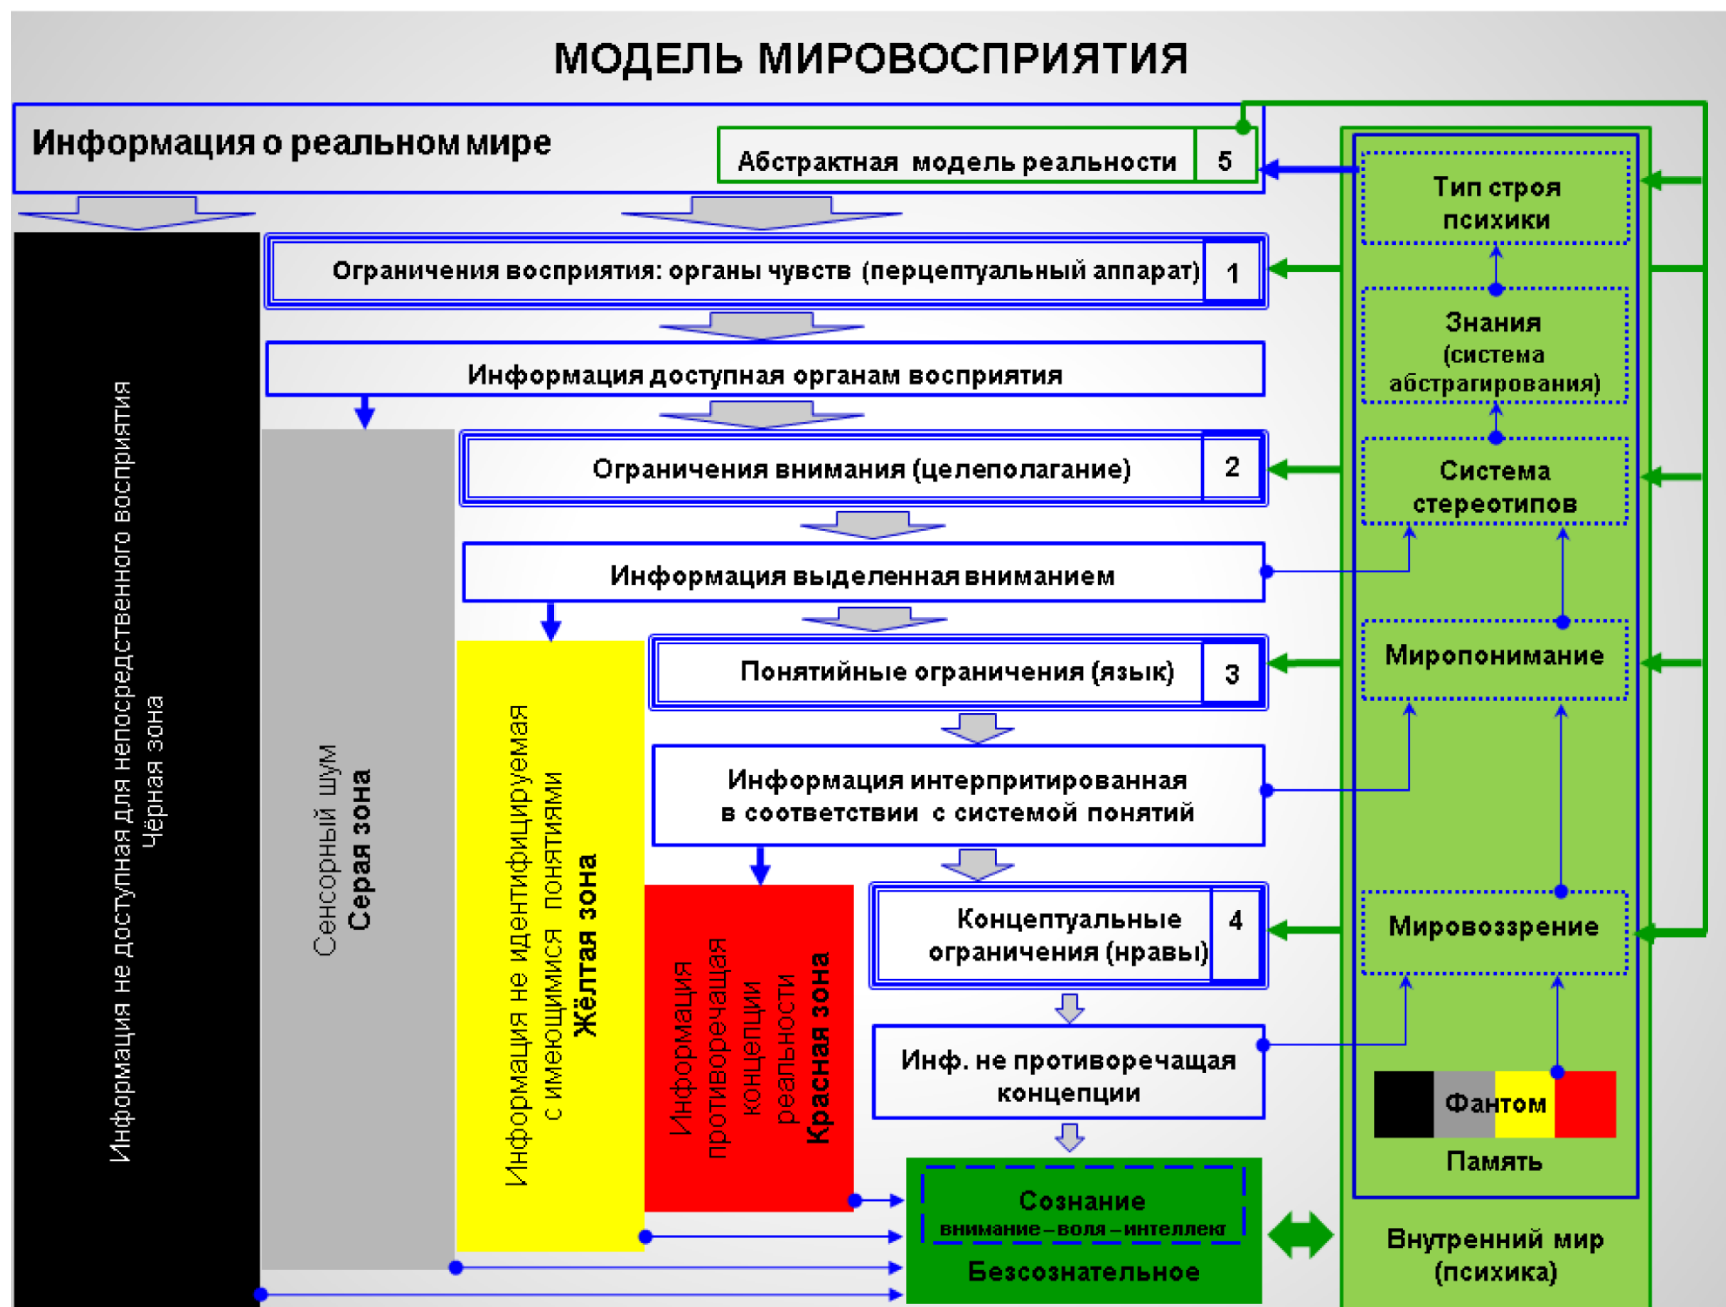 МОДЕЛЬ МИРОВОСПРИЯТИЯ
Информация о реальном мире
Абстрактная модель реальности 5
Ограничения восприятия: органы чувств (перцептуальный аппарат) 1
Информация доступная органам восприятия
Ограничения внимания (целеполагание) 2
Информация выделенная вниманием
Понятийные ограничения (язык) 3
Информация интерпритированная
в соответствии с системой понятий
Концептуальные
ограничения (нравы)
4
Инф. не противоречащая
концепции
Сознание
внимание – воля – интеллект
Безсознательное
Информация не доступная для непосредственного восприятия
Чёрная зона
Сенсорный шум
Серая зона
Информация не идентифицируемая
с имеющимися понятиями
Жёлтая зона
Информация
противоречащая
концепции
реальности
Красная зона
Тип строя
психики
Знания
(система
абстрагирования)
Система
стереотипов
Миропонимание
Мировоззрение
Фантом
Память
Внутренний мир
(психика)